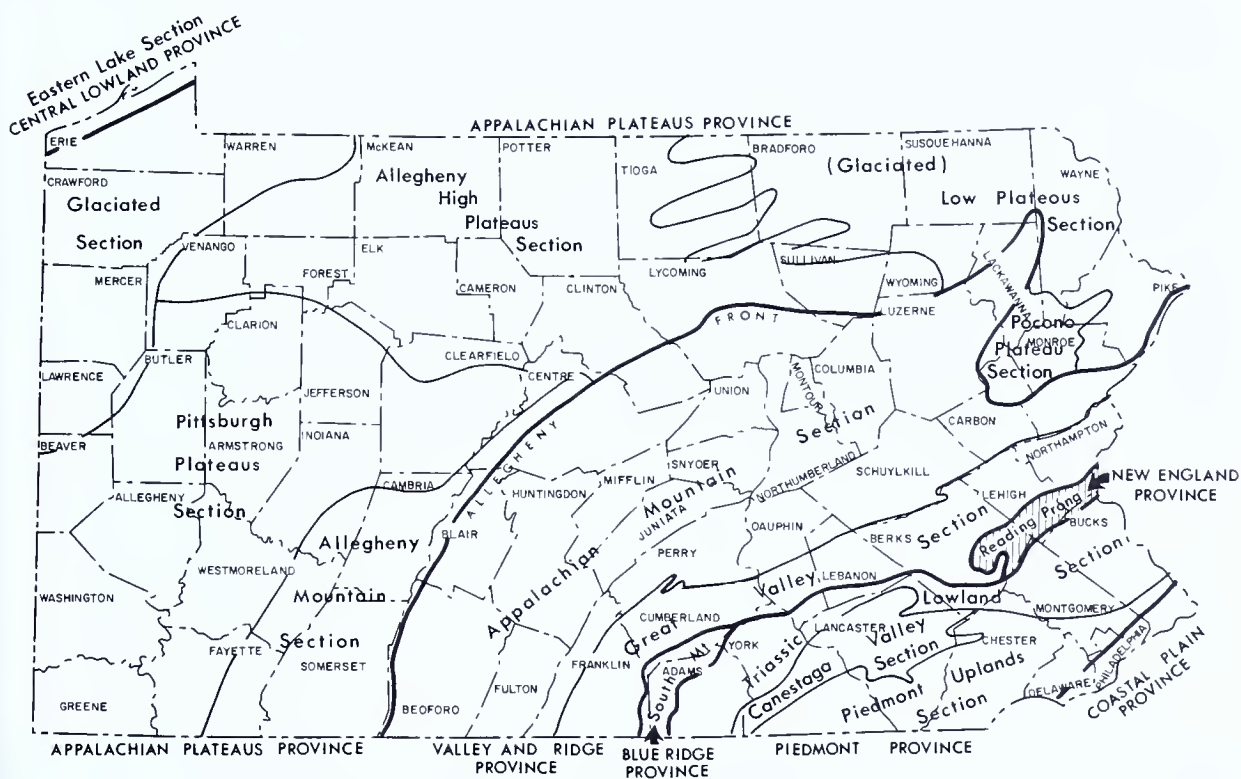 Eastern Lake Section
CENTRAL LOWLAND PROVINCE
APPALACHIAN PLATEAUS PROVINCE
ERIE
WARREN
McKEAN
POTTER
TIOGA
BRADFORD
SUSQUEHANNA
WAYNE
(Glaciated)
Low Plateous
Section
CRAWFORD
Glaciated
Section
Allegheny
High
Plateaus
Section
VENANGO
ELK
FOREST
CAMERON
CLINTON
LYCOMING
SULLIVAN
WYOMING
LACKAWANNA
PIKE
MERCER
CLARION
CLEARFIELD
CENTRE
ALLEGHENY FRONT
LUZERNE
Pocono
MONROE
Plateau
Section
BUTLER
LAWRENCE
JEFFERSON
UNION
MONTOUR
COLUMBIA
CARBON
NORTHAMPTON
Pittsburgh
Plateaus
Section
ARMSTRONG
INDIANA
BEAVER
ALLEGHENY
CAMBRIA
HUNTINGDON
MIFFLIN
SNYDER
JUNIATA
NORTHUMBERLAND
SCHUYLKILL
Appalachian
Mountain
Section
LEHIGH
NEW ENGLAND
PROVINCE
Reading Prong
BUCKS
BLAIR
DAUPHIN
BERKS
PERRY
LEBANON
Great
Valley
Section
WESTMORELAND
Allegheny
Mountain
Section
WASHINGTON
CUMBERLAND
Triassic
Lowland
Section
MONTGOMERY
LANCASTER
CHESTER
PHILADELPHIA
DELAWARE
FAYETTE
SOMERSET
FRANKLIN
ADAMS
YORK
South Mt
Canestaga
Valley
Section
Piedmont
Uplands
Section
COASTAL PLAIN
PROVINCE
GREENE
BEOFORO
FULTON
APPALACHIAN PLATEAUS PROVINCE
VALLEY AND RIDGE
PROVINCE
BLUE RIDGE
PROVINCE
PIEDMONT PROVINCE